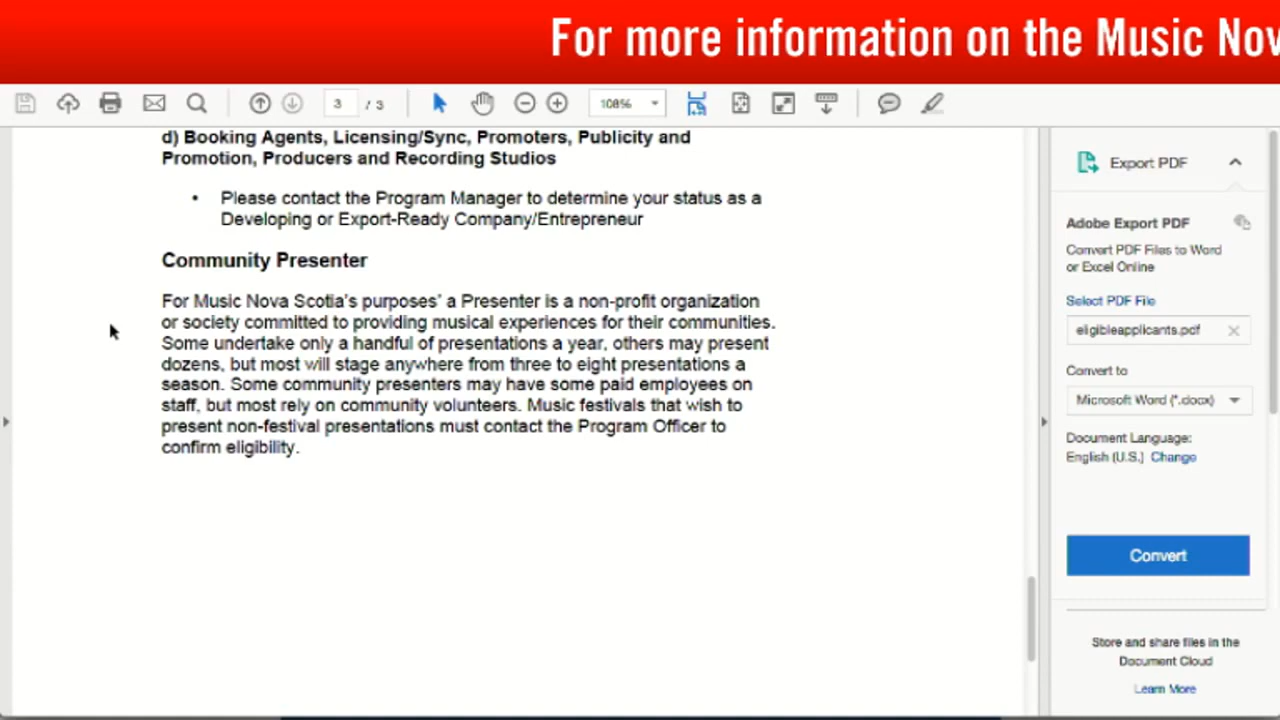 For more information on the Music Nov
3 / 3
108%
d) Booking Agents, Licensing/Sync, Promoters, Publicity and
Promotion, Producers and Recording Studios
• Please contact the Program Manager to determine your status as a
Developing or Export-Ready Company/Entrepreneur
Community Presenter
For Music Nova Scotia's purposes' a Presenter is a non-profit organization
or society committed to providing musical experiences for their communities.
Some undertake only a handful of presentations a year, others may present
dozens, but most will stage anywhere from three to eight presentations a
season. Some community presenters may have some paid employees on
staff, but most rely on community volunteers. Music festivals that wish to
present non-festival presentations must contact the Program Officer to
confirm eligibility.
Export PDF
Adobe Export PDF
Convert PDF Files to Word
or Excel Online
Select PDF File
eligibleapplicants.pdf
Convert to
Microsoft Word (*.docx)
Document Language:
English (U.S.) Change
Convert
Store and share files in the
Document Cloud
Learn More